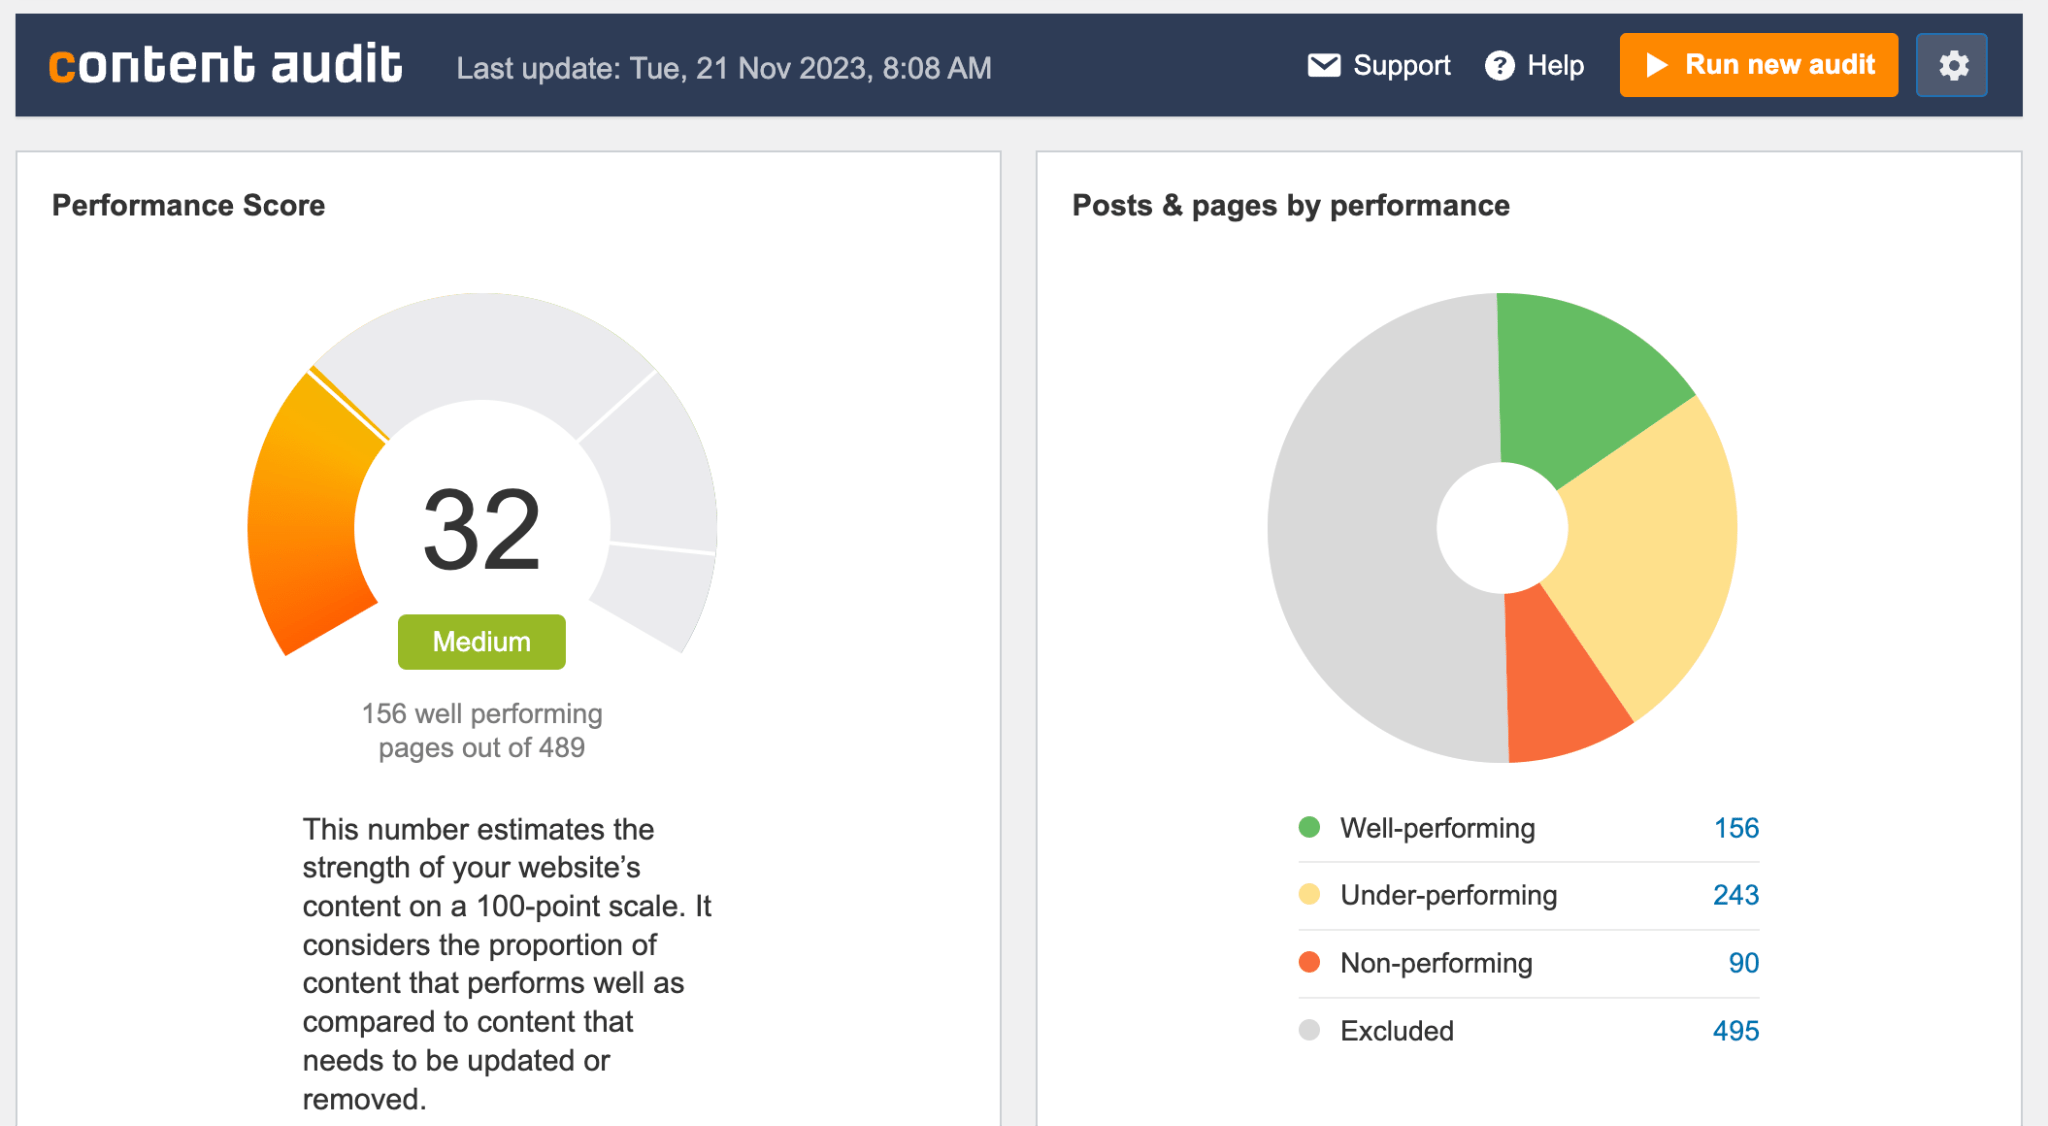 content audit
Last update: Tue, 21 Nov 2023, 8:08 AM
Support
? Help
Run new audit
Performance Score
32
Medium
156 well performing
pages out of 489
This number estimates the
strength of your website’s
content on a 100-point scale. It
considers the proportion of
content that performs well as
compared to content that
needs to be updated or
removed.
Posts & pages by performance
Well-performing 156
Under-performing 243
Non-performing 90
Excluded 495